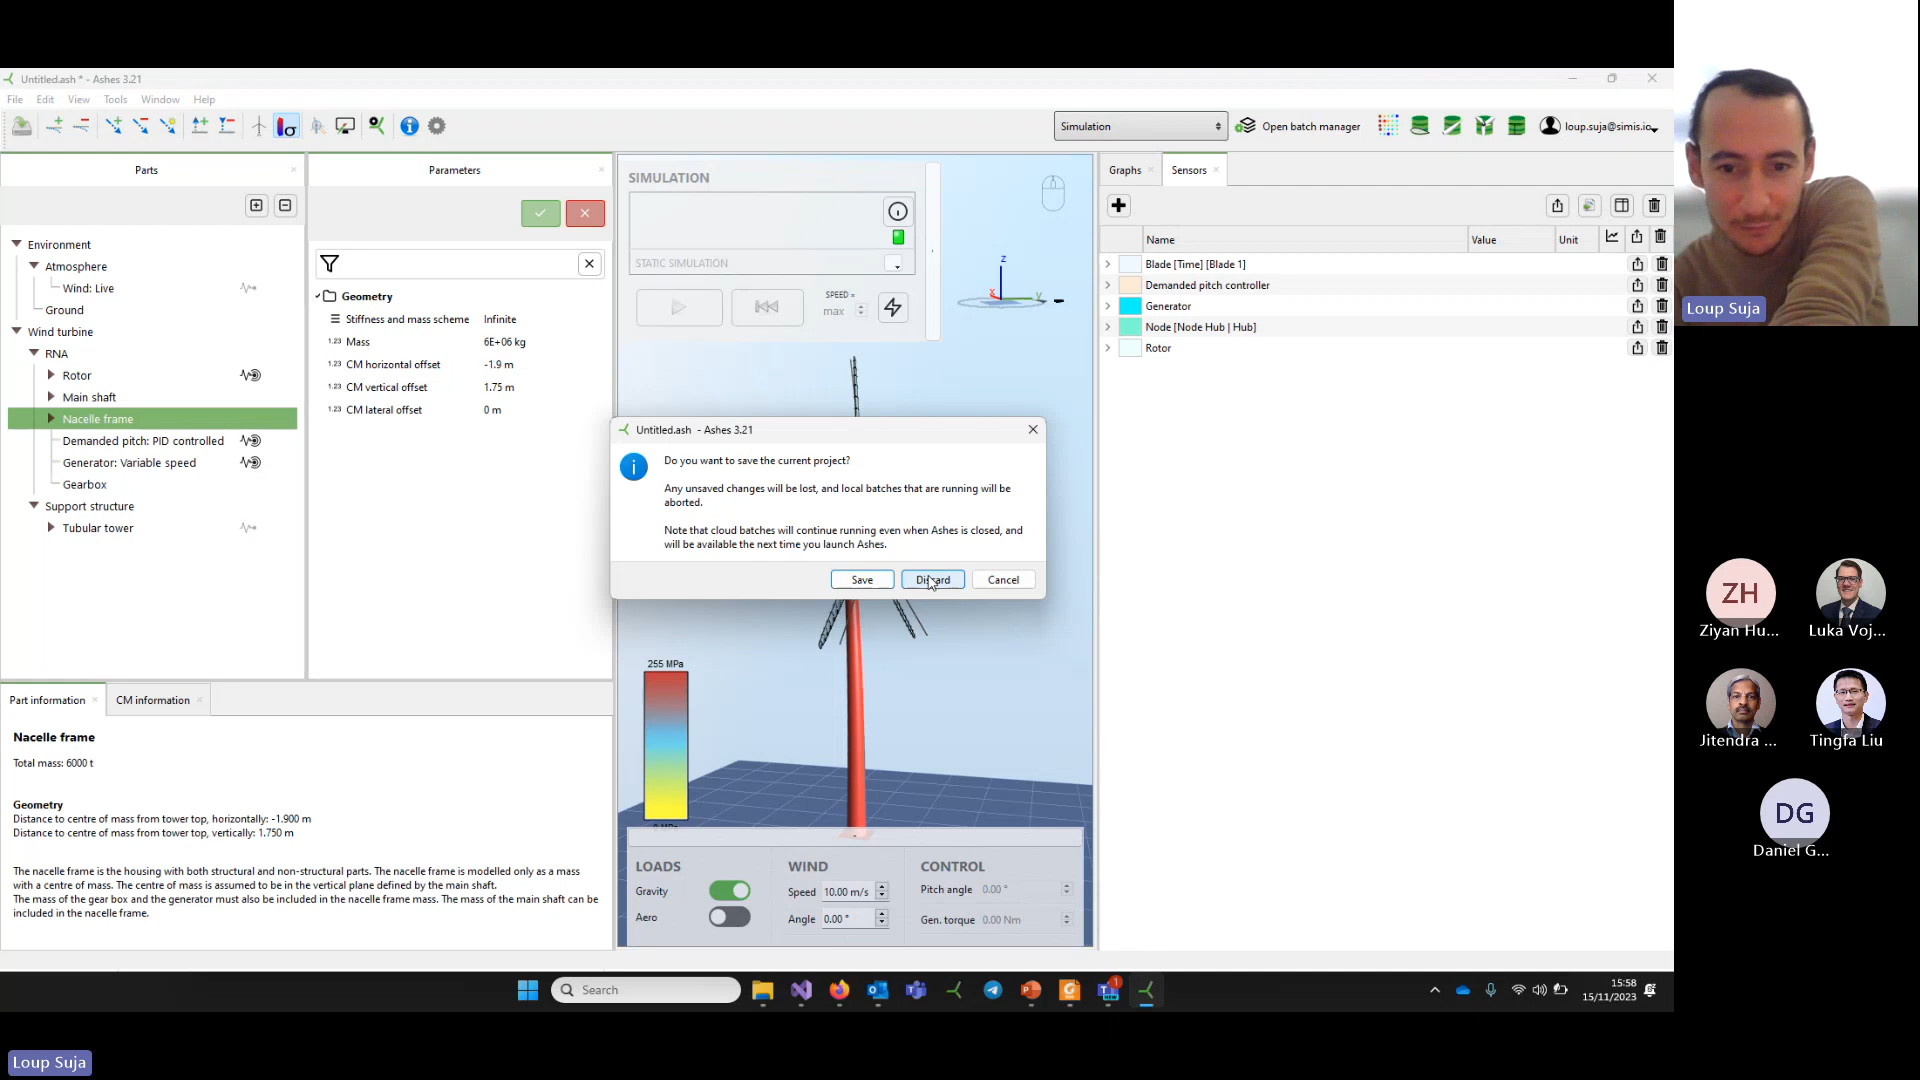 Untitled.ash * - Ashes 3.21
File Edit View Tools Window Help
Simulation
Open batch manager
loup.suja@simis.io
Parts
Environment
Atmosphere
Wind: Live
Ground
Wind turbine
RNA
Rotor
Main shaft
Nacelle frame
Demanded pitch: PID controlled
Generator: Variable speed
Gearbox
Support structure
Tubular tower
Parameters
Geometry
Stiffness and mass scheme Infinite
1.23 Mass 6E+06 kg
1.23 CM horizontal offset -1.9 m
1.23 CM vertical offset 1.75 m
1.23 CM lateral offset 0 m
SIMULATION
STATIC SIMULATION
SPEED =
max
z
x
y
Graphs Sensors
Name Value Unit
Blade [Time] [Blade 1]
Demanded pitch controller
Generator
Node [Node Hub | Hub]
Rotor
Untitled.ash - Ashes 3.21
Do you want to save the current project?
Any unsaved changes will be lost, and local batches that are running will be
aborted.
Note that cloud batches will continue running even when Ashes is closed, and
will be available the next time you launch Ashes.
Save Discard Cancel
255 MPa
Part information CM information
Nacelle frame
Total mass: 6000 t
Geometry
Distance to centre of mass from tower top, horizontally: -1.900 m
Distance to centre of mass from tower top, vertically: 1.750 m
The nacelle frame is the housing with both structural and non-structural parts. The nacelle frame is modelled only as a mass
with a centre of mass. The centre of mass is assumed to be in the vertical plane defined by the main shaft.
The mass of the gear box and the generator must also be included in the nacelle frame mass. The mass of the main shaft can be
included in the nacelle frame.
LOADS
Gravity
Aero
WIND
Speed 10.00 m/s
Angle 0.00 °
CONTROL
Pitch angle 0.00 °
Gen. torque 0.00 Nm
Search
15:58
15/11/2023
Loup Suja
Loup Suja
ZH
Ziyan Hu...
Luka Voj...
Jitendra ...
Tingfa Liu
DG
Daniel G...